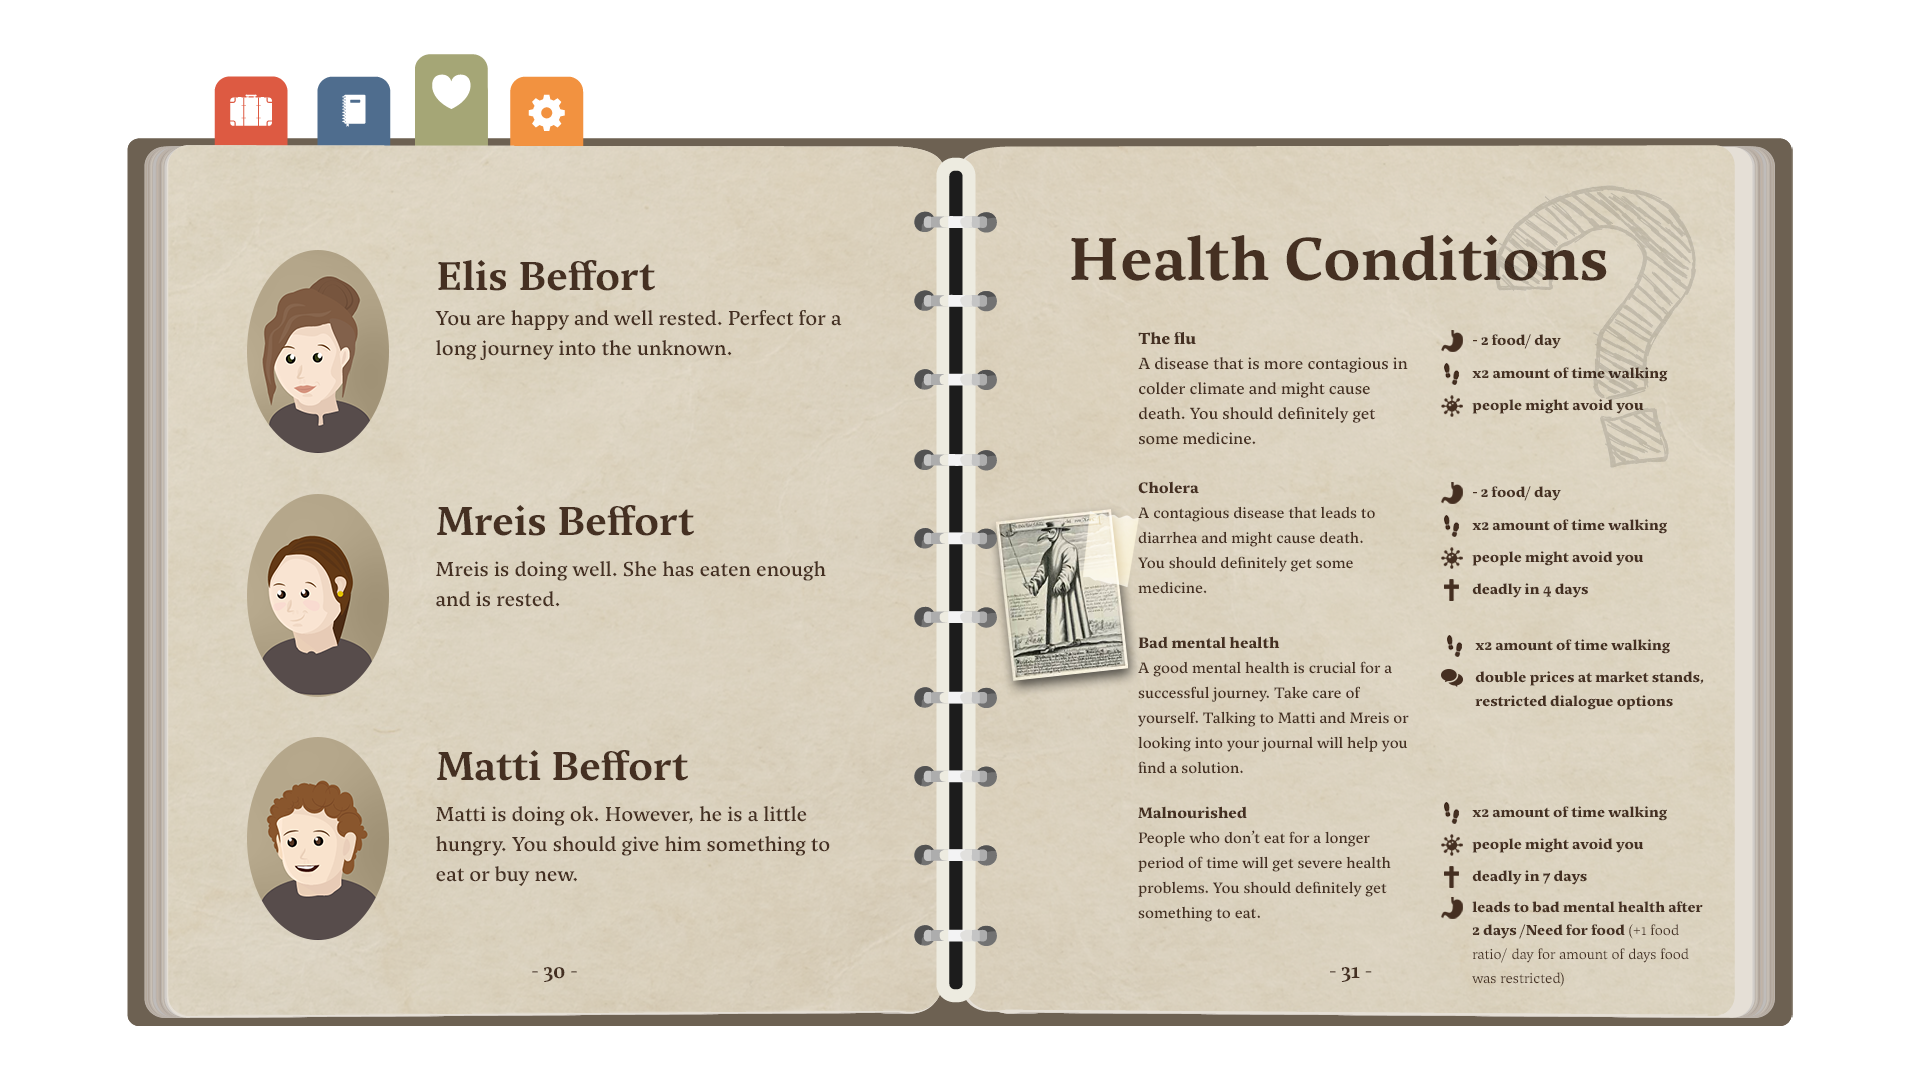 Elis Beffort
You are happy and well rested. Perfect for a
long journey into the unknown.
Mreis Beffort
Mreis is doing well. She has eaten enough
and is rested.
Matti Beffort
Matti is doing ok. However, he is a little
hungry. You should give him something to
eat or buy new.
- 30 -
Health Conditions
The flu
A disease that is more contagious in
colder climate and might cause
death. You should definitely get
some medicine.
- 2 food/ day
x2 amount of time walking
people might avoid you
Cholera
A contagious disease that leads to
diarrhea and might cause death.
You should definitely get some
medicine.
- 2 food/ day
x2 amount of time walking
people might avoid you
deadly in 4 days
Bad mental health
A good mental health is crucial for a
successful journey. Take care of
yourself. Talking to Matti and Mreis or
looking into your journal will help you
find a solution.
x2 amount of time walking
double prices at market stands,
restricted dialogue options
Malnourished
People who don't eat for a longer
period of time will get severe health
problems. You should definitely get
something to eat.
x2 amount of time walking
people might avoid you
deadly in 7 days
leads to bad mental health after
2 days /Need for food (+1 food
ratio/ day for amount of days food
was restricted)
- 31 -